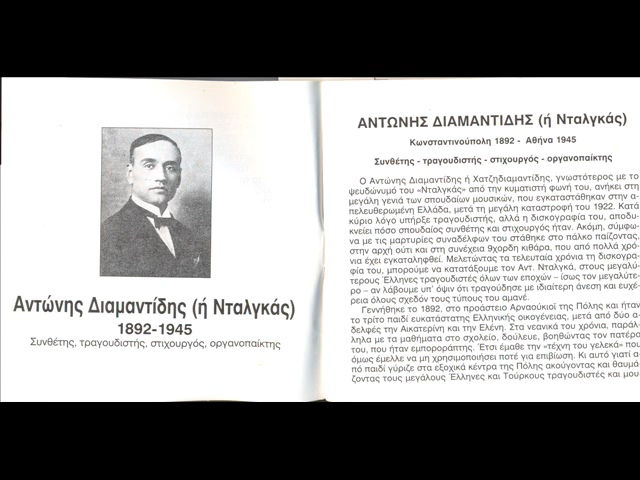 Αντώνης Διαμαντίδης (ή Νταλγκάς)
1892-1945
Συνθέτης, τραγουδιστής, στιχουργός, οργανοπαίκτης
ΑΝΤΩΝΗΣ ΔΙΑΜΑΝΤΙΔΗΣ (ή Νταλγκάς)
Κωνσταντινούπολη 1892 - Αθήνα 1945
Συνθέτης - τραγουδιστής - στιχουργός - οργανοπαίκτης
Ο Αντώνης Διαμαντίδης ή Χατζηδιαμαντίδης, γνωστότερος με το
ψευδώνυμό του «Νταλγκάς» από την κυματιστή φωνή του, ανήκει στη
μεγάλη γενιά των σπουδαίων μουσικών, που εγκαταστάθηκαν στην α-
πελευθερωμένη Ελλάδα, μετά τη μεγάλη καταστροφή του 1922. Κατά
κύριο λόγο υπήρξε τραγουδιστής, αλλά η δισκογραφία του, αποδυ-
κνείει πόσο σπουδαίος συνθέτης και στιχουργός ήταν. Ακόμη, σύμφω-
να με τις μαρτυρίες συναδέλφων του στάθηκε στο πάλκο παίζοντας,
στην αρχή ούτι και στη συνέχεια 9χορδη κιθάρα, που από πολλά χρό-
νια έχει εγκαταληφθεί. Μελετώντας τα τελευταία χρόνια τη δισκογρα-
φία του, μπορούμε να κατατάξουμε τον Αντ. Νταλγκά, στους μεγαλύ-
τερους Έλληνες τραγουδιστές όλων των εποχών – ίσως τον μεγαλύτε-
ρο – αν λάβουμε υπ' όψιν ότι τραγούδησε με ιδιαίτερη άνεση και ευχέ-
ρεια όλους σχεδόν τους τύπους του αμανέ.
Γεννήθηκε το 1892, στο προάστειο Αρναούκιοϊ της Πόλης και ήταν
το τρίτο παιδί ευκατάστατης Ελληνικής οικογένειας, μετά από δύο α-
δελφές την Αικατερίνη και την Ελένη. Στα νεανικά του χρόνια, παράλ-
ληλα με τα μαθήματα στο σχολείο, δούλευε, βοηθώντας τον πατέρα
του, που ήταν εμποροράπτης. Έτσι έμαθε την «τέχνη του γελεκά» που
όμως έμελλε να μη χρησιμοποιήσει ποτέ για επιβίωση. Κι αυτό γιατί α-
πό παιδί γύριζε στα εξοχικά κέντρα της Πόλης ακούγοντας και θαυμά-
ζοντας τους μεγάλους Έλληνες και Τούρκους τραγουδιστές και μου-